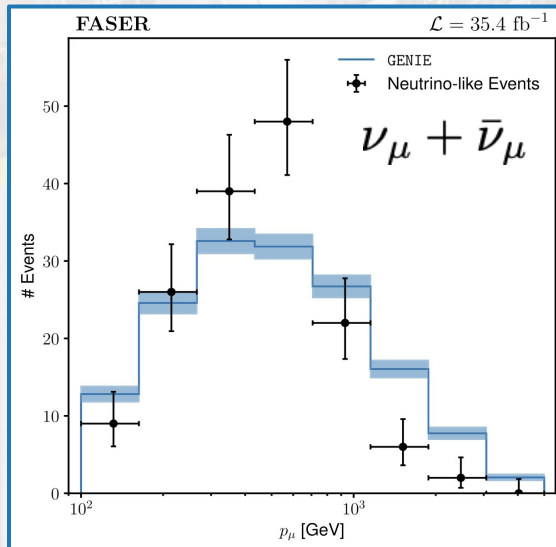 FASER
ℒ = 35.4 fb⁻¹
GENIE
Neutrino-like Events
ν_μ + ν̄_μ
# Events
50
40
30
20
10
0
10² 10³
p_μ [GeV]